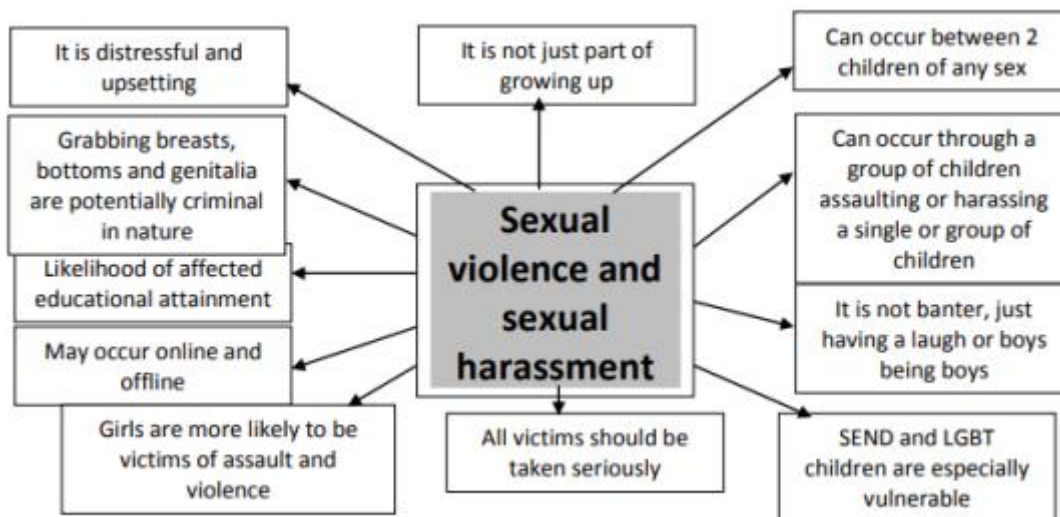 It is distressful and
upsetting
It is not just part of
growing up
Can occur between 2
children of any sex
Grabbing breasts,
bottoms and genitalia
are potentially criminal
in nature
Can occur through a
group of children
assaulting or harassing
a single or group of
children
Sexual
violence and
sexual
harassment
Likelihood of affected
educational attainment
It is not banter, just
having a laugh or boys
being boys
May occur online and
offline
Girls are more likely to be
victims of assault and
violence
All victims should be
taken seriously
SEND and LGBT
children are especially
vulnerable